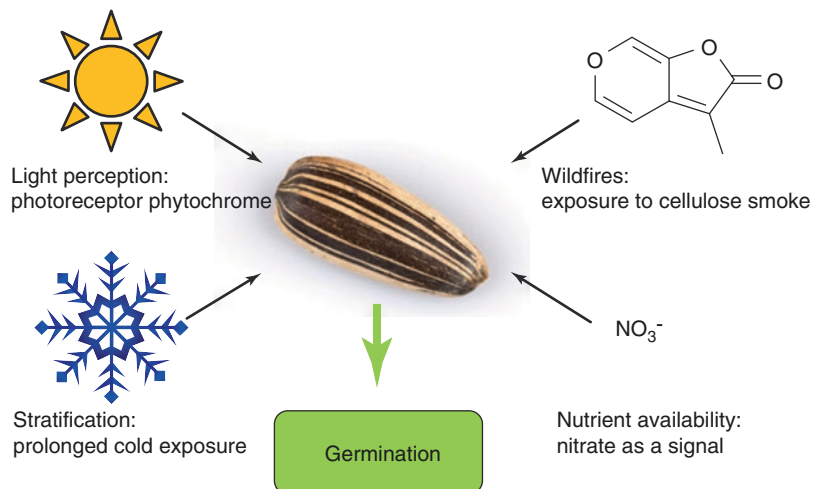 O
O
O
Light perception:
photoreceptor phytochrome
Wildfires:
exposure to cellulose smoke
NO₃⁻
Stratification:
prolonged cold exposure
Nutrient availability:
nitrate as a signal
Germination